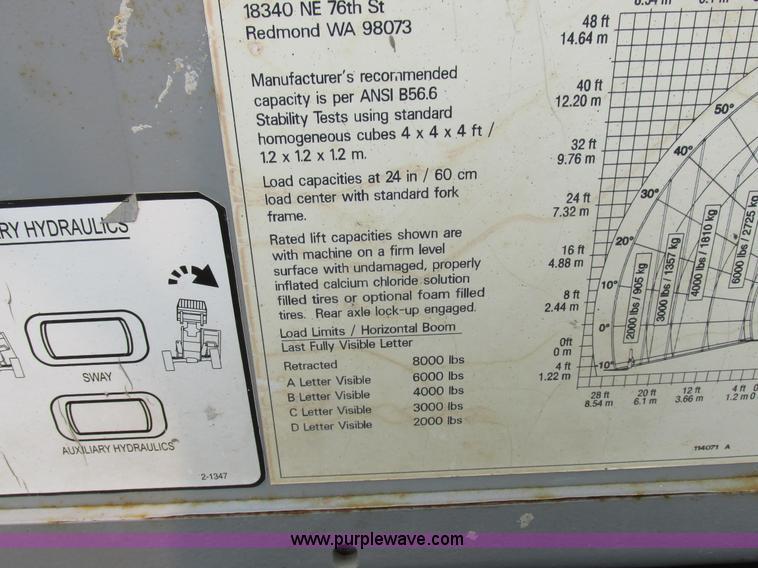 18340 NE 76th St
Redmond WA 98073
Manufacturer's recommended
capacity is per ANSI B56.6
Stability Tests using standard
homogeneous cubes 4 x 4 x 4 ft /
1.2 x 1.2 x 1.2 m.
Load capacities at 24 in / 60 cm
load center with standard fork
frame.
Rated lift capacities shown are
with machine on a firm level
surface with undamaged, properly
inflated calcium chloride solution
filled tires or optional foam filled
tires. Rear axle lock-up engaged.
Load Limits / Horizontal Boom
Last Fully Visible Letter
Retracted 8000 lbs
A Letter Visible 6000 lbs
B Letter Visible 4000 lbs
C Letter Visible 3000 lbs
D Letter Visible 2000 lbs
48 ft
14.64 m
40 ft
12.20 m
32 ft
9.76 m
24 ft
7.32 m
16 ft
4.88 m
8 ft
2.44 m
0ft
0 m
4 ft
1.22 m
50°
40°
30°
20°
10°
0°
-10°
2000 lbs / 905 kg
3000 lbs / 1357 kg
4000 lbs / 1810 kg
6000 lbs / 2725 kg
28 ft 20 ft 12 ft 4 ft 0
8.54 m 6.1 m 3.66 m 1.2 m 0
114071 A
RY HYDRAULICS
SWAY
AUXILIARY HYDRAULICS
2-1347
www.purplewave.com